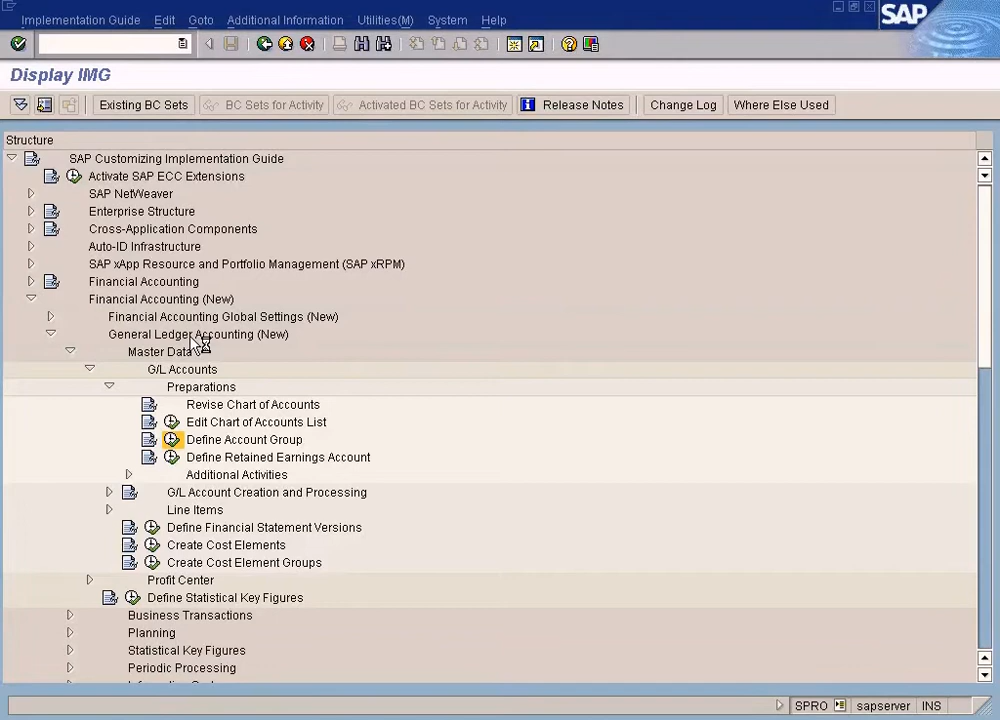 Implementation Guide Edit Goto Additional Information Utilities(M) System Help
SAP
Display IMG
Existing BC Sets BC Sets for Activity Activated BC Sets for Activity Release Notes Change Log Where Else Used
Structure
SAP Customizing Implementation Guide
Activate SAP ECC Extensions
SAP NetWeaver
Enterprise Structure
Cross-Application Components
Auto-ID Infrastructure
SAP xApp Resource and Portfolio Management (SAP xRPM)
Financial Accounting
Financial Accounting (New)
Financial Accounting Global Settings (New)
General Ledger Accounting (New)
Master Data
G/L Accounts
Preparations
Revise Chart of Accounts
Edit Chart of Accounts List
Define Account Group
Define Retained Earnings Account
Additional Activities
G/L Account Creation and Processing
Line Items
Define Financial Statement Versions
Create Cost Elements
Create Cost Element Groups
Profit Center
Define Statistical Key Figures
Business Transactions
Planning
Statistical Key Figures
Periodic Processing
SPRO sapserver INS